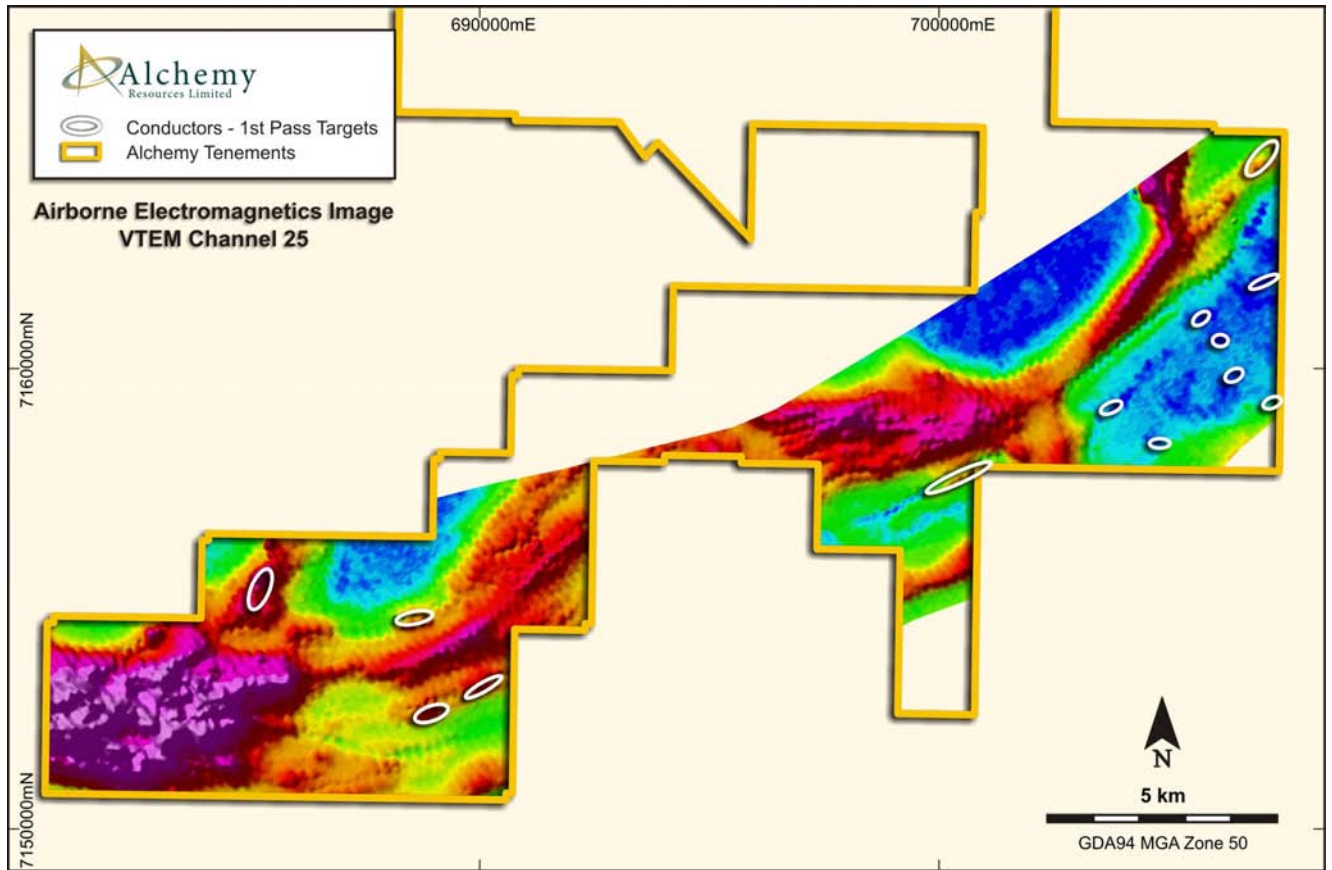 690000mE
700000mE
Alchemy
Resources Limited
Conductors - 1st Pass Targets
Alchemy Tenements
Airborne Electromagnetics Image
VTEM Channel 25
7160000mN
7150000mN
N
5 km
GDA94 MGA Zone 50